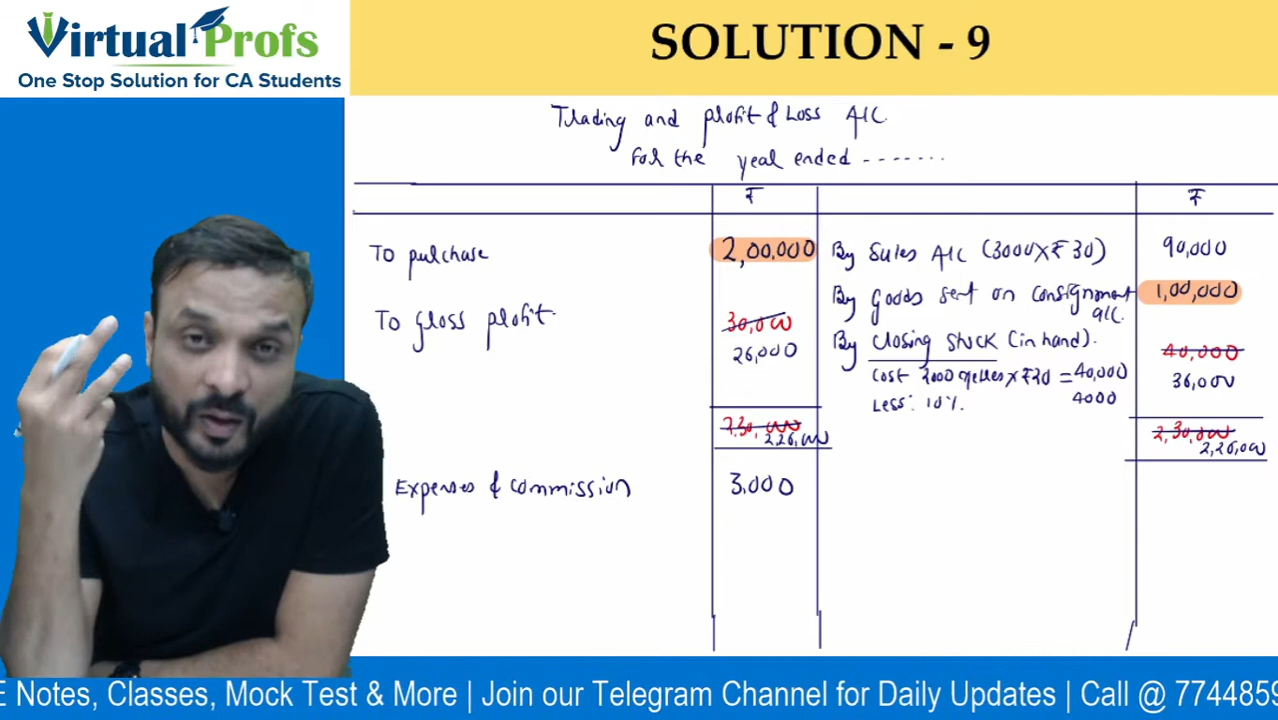 Virtual Profs
One Stop Solution for CA Students
SOLUTION - 9
Trading and profit & Loss A/C.
For the year ended --------
₹ ₹
To purchase 2,00,000 By Sales A/C (3000x₹30) 90,000
By goods sent on consignment a/c. 1,00,000
To Gross profit 30,000
26,000
By closing stock (in hand). 40,000
Cost 2000 x ₹20 = 40,000 36,000
Less: 10%. 4000
2,30,000 2,26,000 2,30,000 2,26,000
Expenses & commission 3,000
E Notes, Classes, Mock Test & More | Join our Telegram Channel for Daily Updates | Call @ 7744859